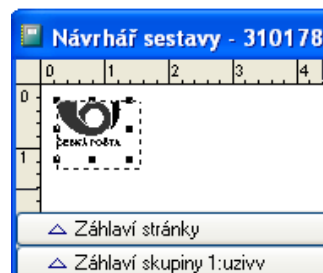 Návrhář sestavy - 310178
0 1 2 3 4
0
ČESKÁ POŠTA
1
Záhlaví stránky
Záhlaví skupiny 1:uzivv